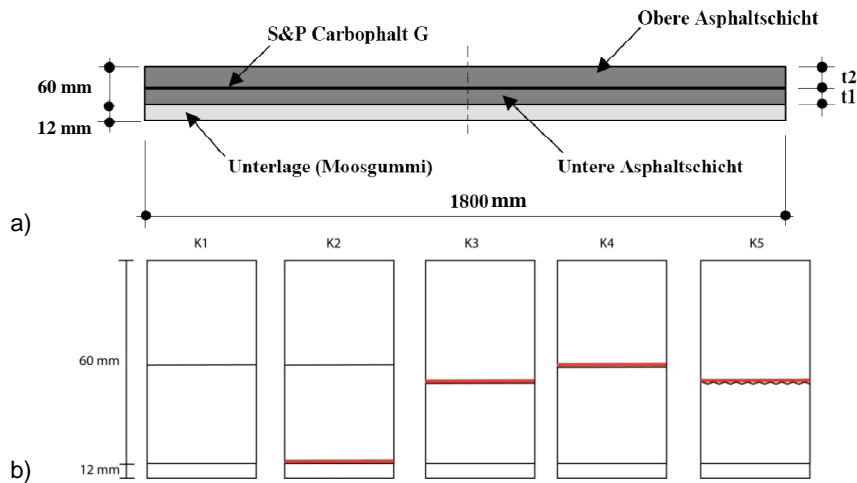 Obere Asphaltschicht
S&P Carbophalt G
60 mm
t2
t1
12 mm
Unterlage (Moosgummi)
Untere Asphaltschicht
1800 mm
a)
K1 K2 K3 K4 K5
60 mm
12 mm
b)